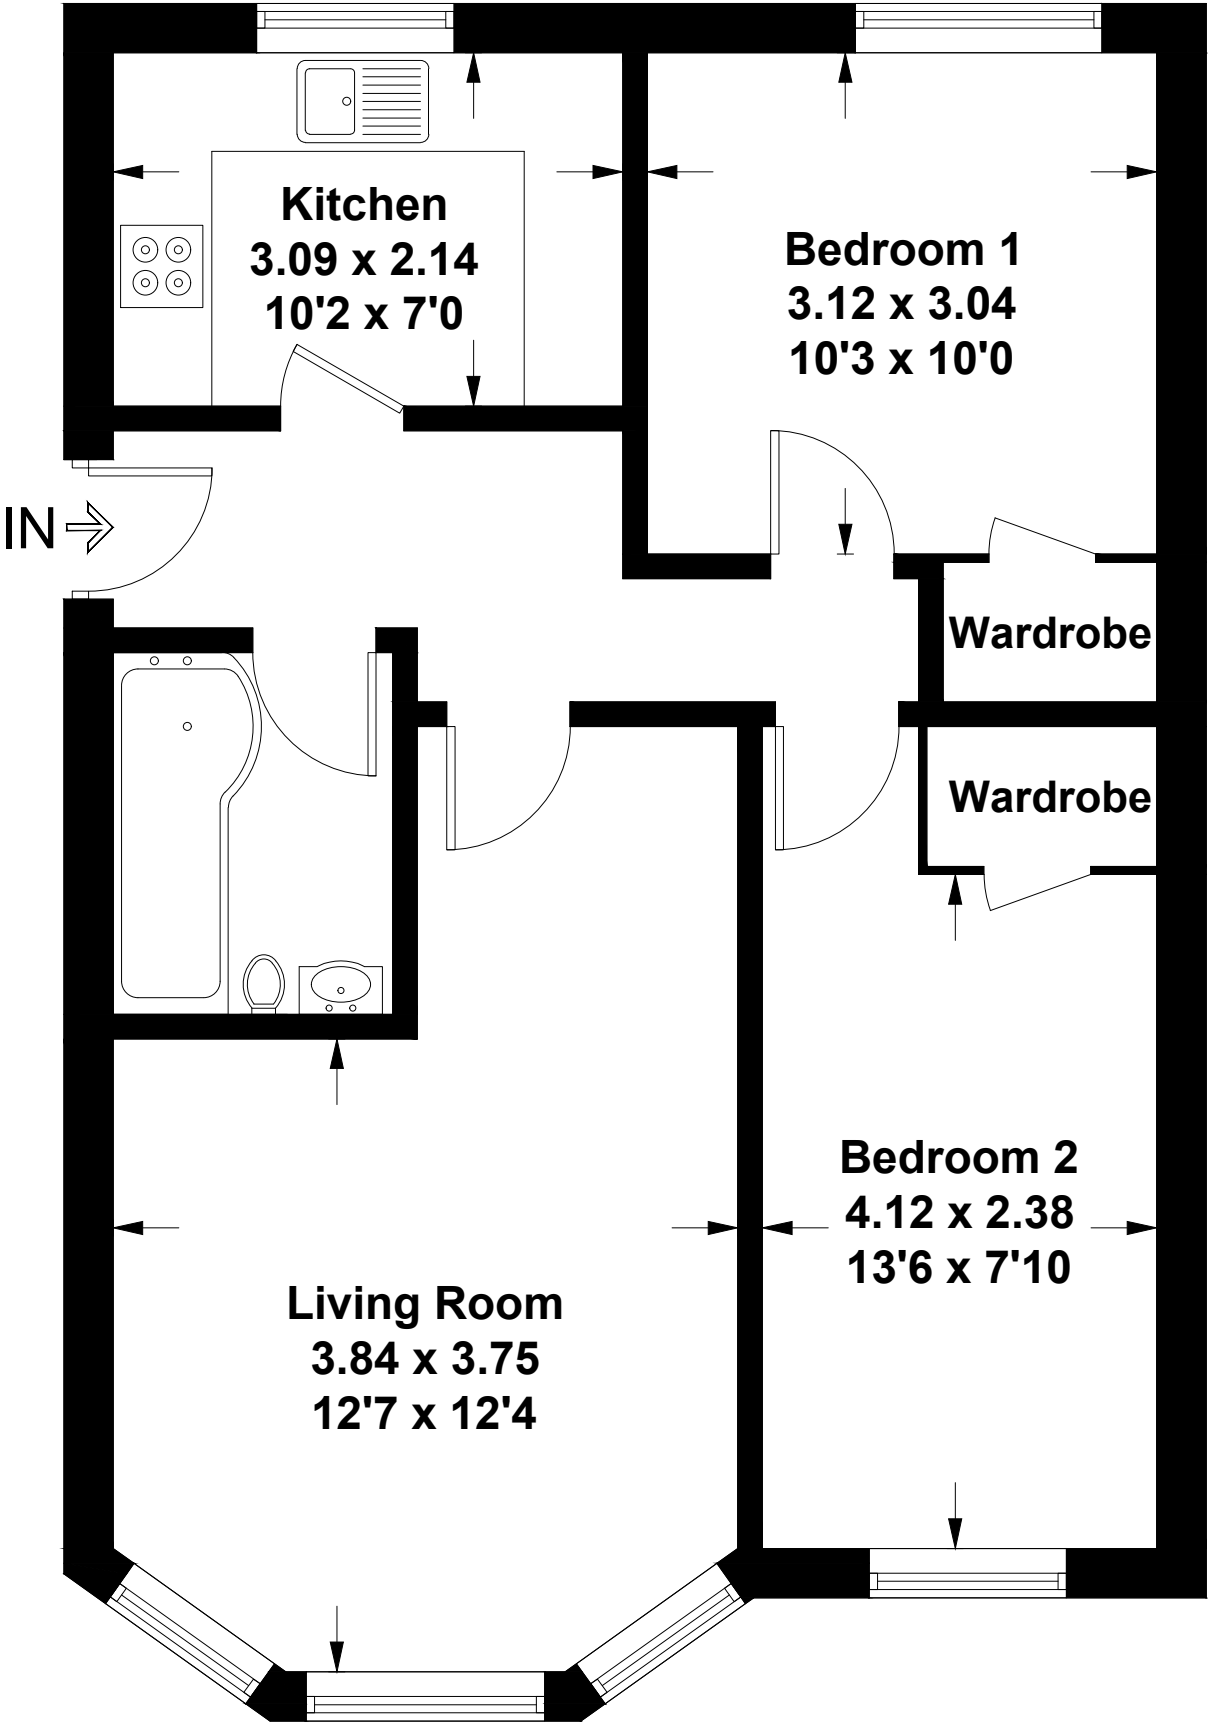 Kitchen
3.09 x 2.14
10'2 x 7'0
Bedroom 1
3.12 x 3.04
10'3 x 10'0
IN
Wardrobe
Wardrobe
Bedroom 2
4.12 x 2.38
13'6 x 7'10
Living Room
3.84 x 3.75
12'7 x 12'4